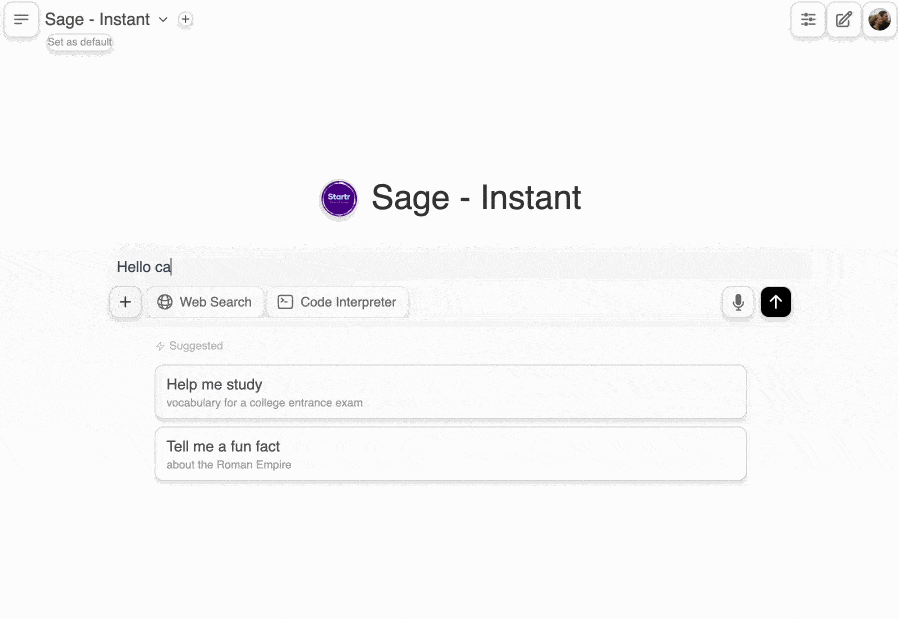 Sage - Instant
Set as default
Startr
Sage - Instant
Hello ca
Web Search
Code Interpreter
Suggested
Help me study
vocabulary for a college entrance exam
Tell me a fun fact
about the Roman Empire